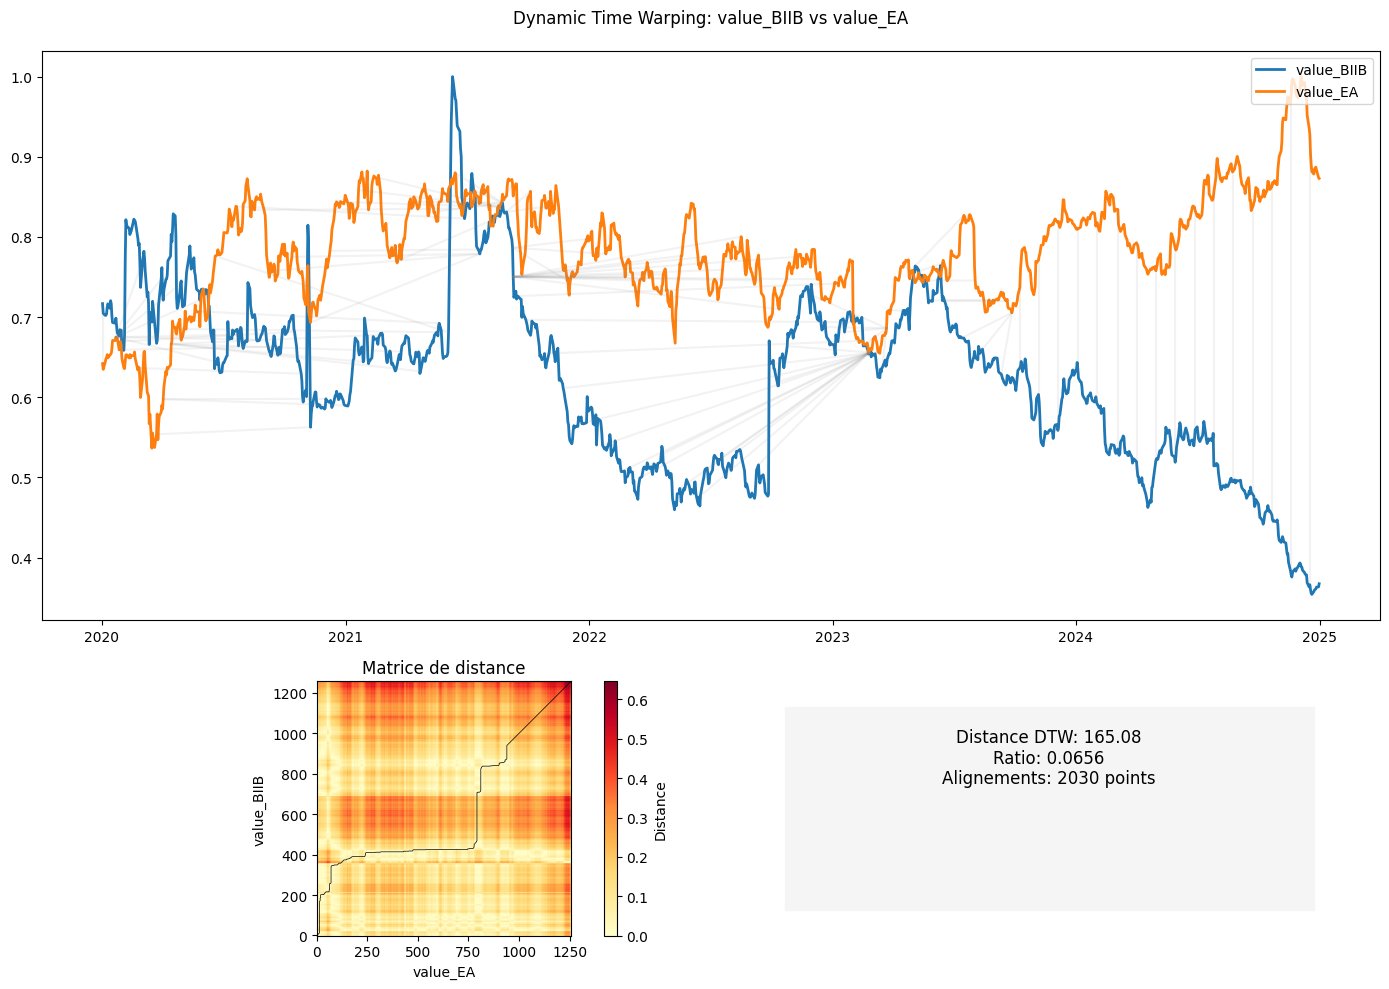 Dynamic Time Warping: value_BIIB vs value_EA
value_BIIB
value_EA
1.0
0.9
0.8
0.7
0.6
0.5
0.4
2020 2021 2022 2023 2024 2025
Matrice de distance
1200
1000
800
600
400
200
0
value_BIIB
0 250 500 750 1000 1250
value_EA
0.6
0.5
0.4
0.3
0.2
0.1
0.0
Distance
Distance DTW: 165.08
Ratio: 0.0656
Alignements: 2030 points